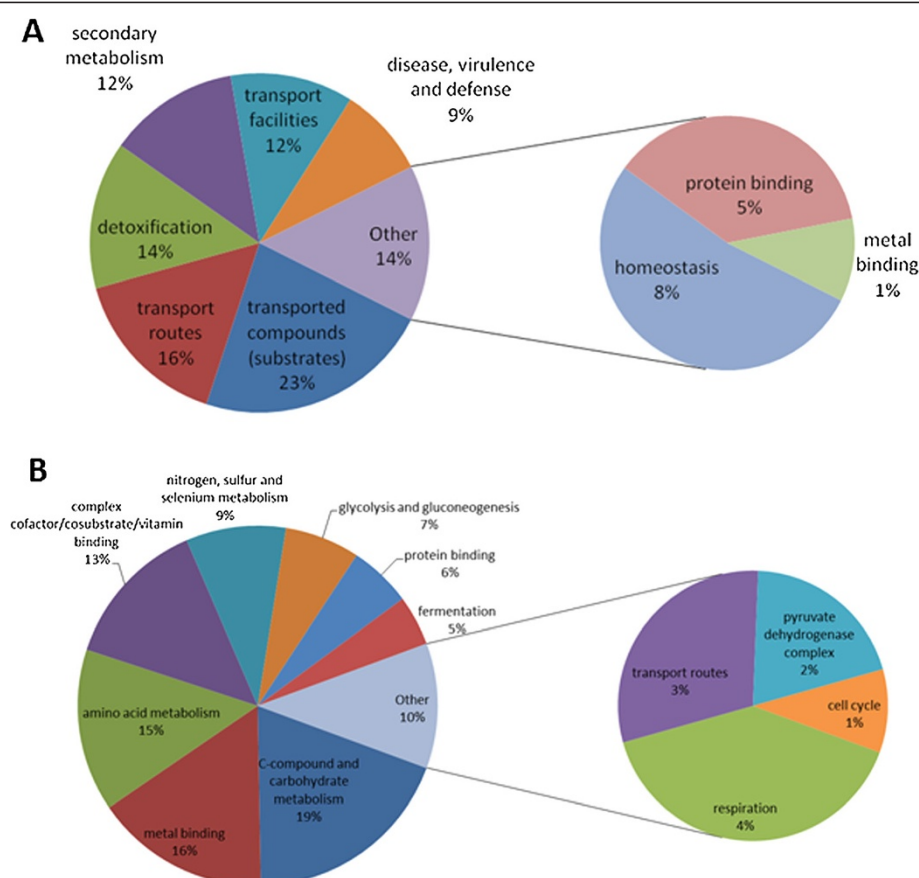 A
secondary
metabolism
12%
transport
facilities
12%
disease, virulence
and defense
9%
detoxification
14%
Other
14%
transport
routes
16%
transported
compounds
(substrates)
23%
protein binding
5%
metal
binding
1%
homeostasis
8%
B
nitrogen, sulfur and
selenium metabolism
9%
complex
cofactor/cosubstrate/vitamin
binding
13%
glycolysis and gluconeogenesis
7%
protein binding
6%
fermentation
5%
Other
10%
amino acid metabolism
15%
C-compound and
carbohydrate
metabolism
19%
metal binding
16%
pyruvate
dehydrogenase
complex
2%
transport routes
3%
cell cycle
1%
respiration
4%